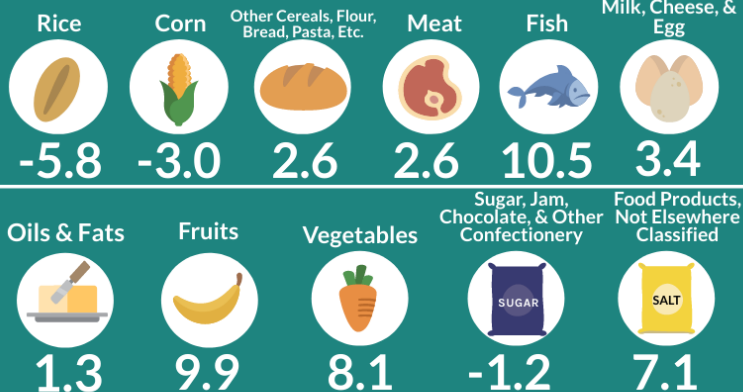 Rice
Corn
Other Cereals, Flour,
Bread, Pasta, Etc.
Meat
Fish
Milk, Cheese, &
Egg
-5.8
-3.0
2.6
2.6
10.5
3.4
Oils & Fats
Fruits
Vegetables
Sugar, Jam,
Chocolate, & Other
Confectionery
Food Products,
Not Elsewhere
Classified
SUGAR
SALT
1.3
9.9
8.1
-1.2
7.1